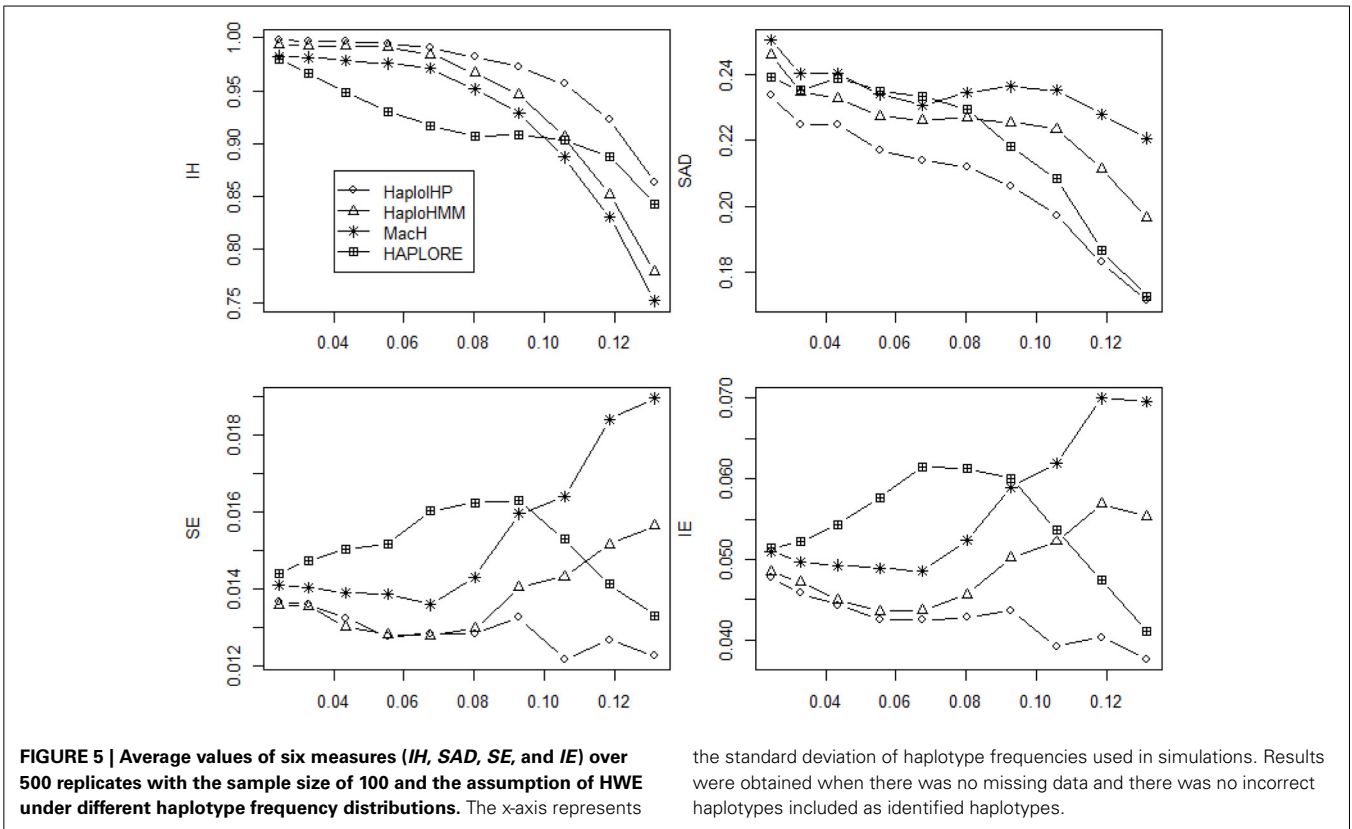 1.00
0.95
0.90
0.85
0.80
0.75
IH
HaploIHP
HaploHMM
MacH
HAPLORE
0.04 0.06 0.08 0.10 0.12
0.24
0.22
0.20
0.18
SAD
0.04 0.06 0.08 0.10 0.12
0.018
0.016
0.014
0.012
SE
0.04 0.06 0.08 0.10 0.12
0.070
0.060
0.050
0.040
IE
0.04 0.06 0.08 0.10 0.12
FIGURE 5 | Average values of six measures (IH, SAD, SE, and IE) over
500 replicates with the sample size of 100 and the assumption of HWE
under different haplotype frequency distributions. The x-axis represents
the standard deviation of haplotype frequencies used in simulations. Results
were obtained when there was no missing data and there was no incorrect
haplotypes included as identified haplotypes.